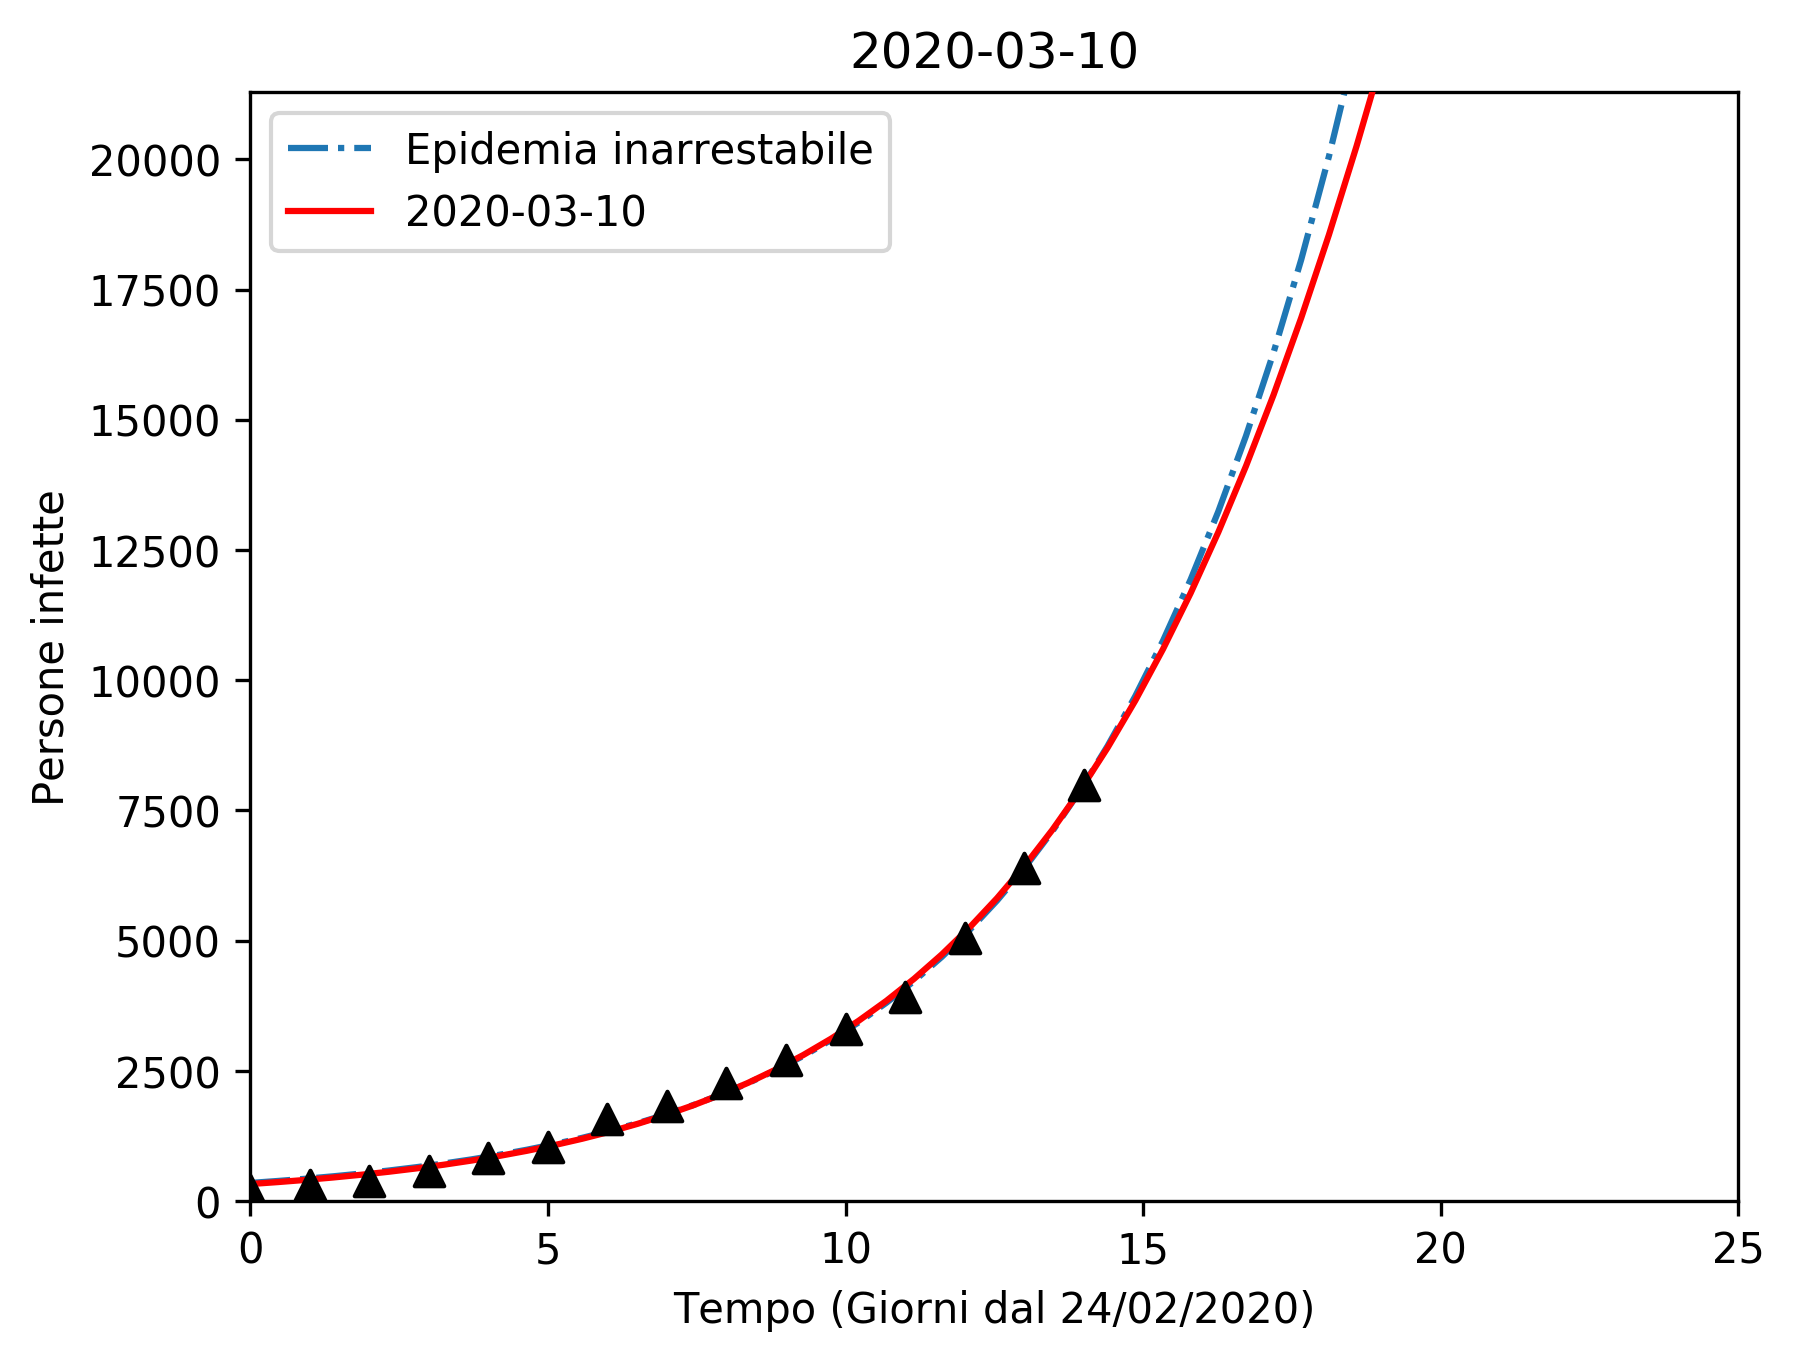 2020-03-10
Epidemia inarrestabile
2020-03-10
20000
17500
15000
12500
10000
7500
5000
2500
0
Persone infette
0 5 10 15 20 25
Tempo (Giorni dal 24/02/2020)